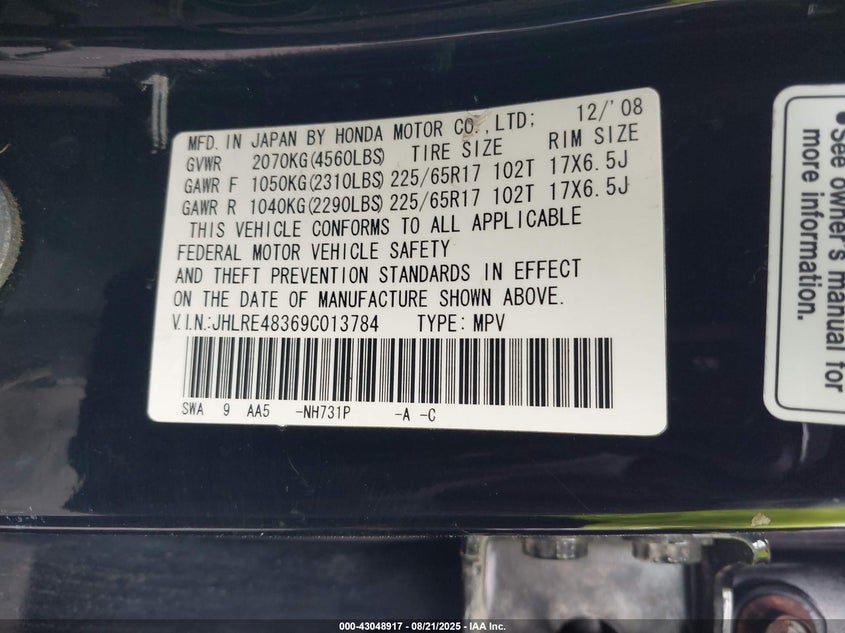 MFD. IN JAPAN BY HONDA MOTOR CO.,LTD; 12/'08
GVWR 2070KG(4560LBS) TIRE SIZE RIM SIZE
GAWR F 1050KG(2310LBS) 225/65R17 102T 17X6.5J
GAWR R 1040KG(2290LBS) 225/65R17 102T 17X6.5J
THIS VEHICLE CONFORMS TO ALL APPLICABLE
FEDERAL MOTOR VEHICLE SAFETY
AND THEFT PREVENTION STANDARDS IN EFFECT
ON THE DATE OF MANUFACTURE SHOWN ABOVE.
V.I.N.:JHLRE48369C013784 TYPE: MPV
SWA 9 AA5 -NH731P -A -C
•See owner's manual for
more information.
000-43048917 - 08/21/2025 - IAA Inc.